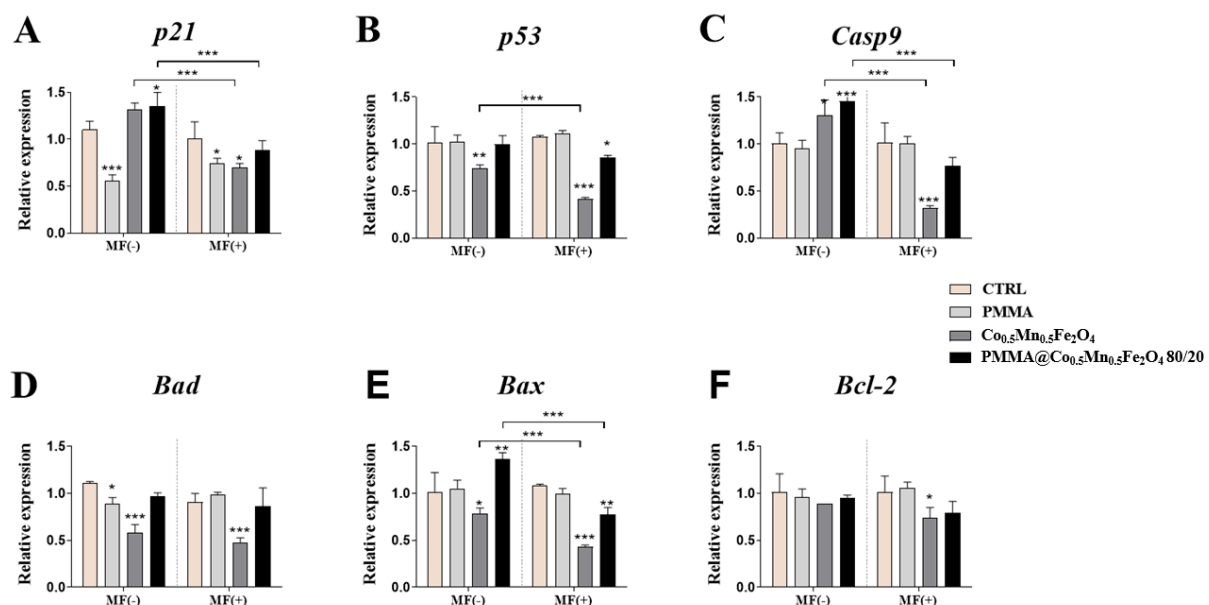 A
p21
***
***
Relative expression
1.5
1.0
0.5
0.0
***
*
*
*
MF(-)
MF(+)
B
p53
***
Relative expression
1.5
1.0
0.5
0.0
**
***
*
MF(-)
MF(+)
C
Casp9
***
***
Relative expression
1.5
1.0
0.5
0.0
*
***
***
MF(-)
MF(+)
CTRL
PMMA
Co₀.₅Mn₀.₅Fe₂O₄
PMMA@Co₀.₅Mn₀.₅Fe₂O₄ 80/20
D
Bad
Relative expression
1.5
1.0
0.5
0.0
*
***
***
MF(-)
MF(+)
E
Bax
***
***
Relative expression
1.5
1.0
0.5
0.0
*
**
***
**
MF(-)
MF(+)
F
Bcl-2
Relative expression
1.5
1.0
0.5
0.0
*
MF(-)
MF(+)